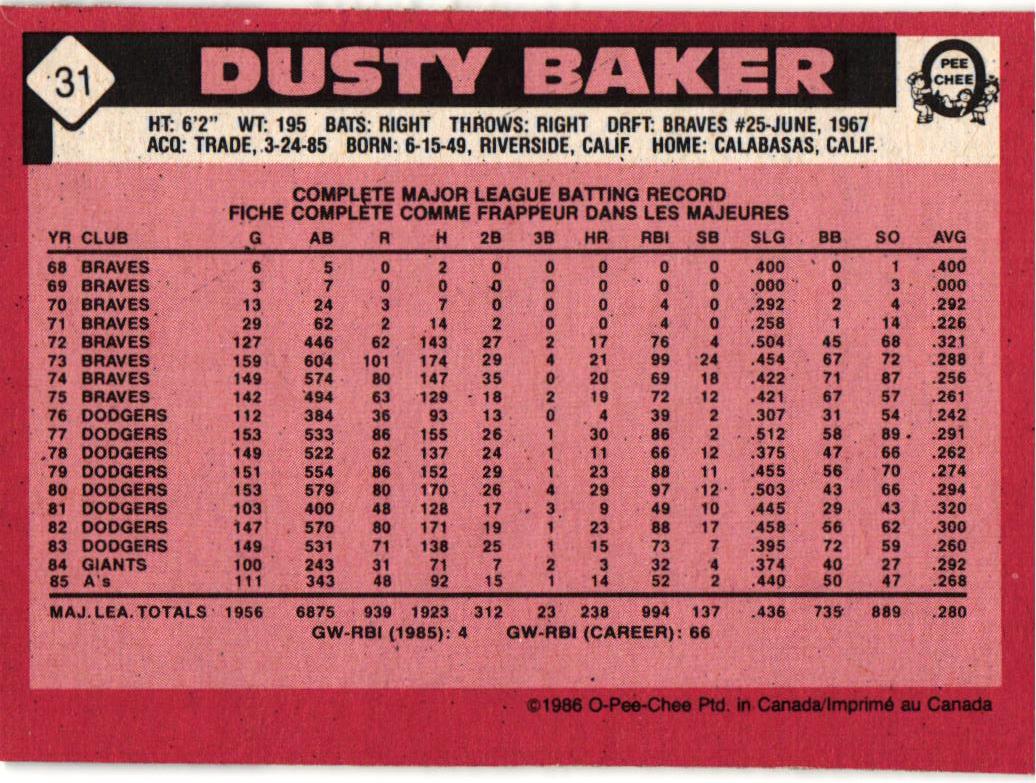 31
DUSTY BAKER
O
PEE
CHEE
HT: 6'2" WT: 195 BATS: RIGHT THROWS: RIGHT DRFT: BRAVES #25-JUNE, 1967
ACQ: TRADE, 3-24-85 BORN: 6-15-49, RIVERSIDE, CALIF. HOME: CALABASAS, CALIF.
COMPLETE MAJOR LEAGUE BATTING RECORD
FICHE COMPLÈTE COMME FRAPPEUR DANS LES MAJEURES
YR CLUB G AB R H 2B 3B HR RBI SB SLG BB SO AVG
68 BRAVES 6 5 0 2 0 0 0 0 0 .400 0 1 .400
69 BRAVES 3 7 0 0 0 0 0 0 0 .000 0 3 .000
70 BRAVES 13 24 3 7 0 0 0 4 0 .292 2 4 .292
71 BRAVES 29 62 2 14 2 0 0 4 0 .258 1 14 .226
72 BRAVES 127 446 62 143 27 2 17 76 4 .504 45 68 .321
73 BRAVES 159 604 101 174 29 4 21 99 24 .454 67 72 .288
74 BRAVES 149 574 80 147 35 0 20 69 18 .422 71 87 .256
75 BRAVES 142 494 63 129 18 2 19 72 12 .421 67 57 .261
76 DODGERS 112 384 36 93 13 0 4 39 2 .307 31 54 .242
77 DODGERS 153 533 86 155 26 1 30 86 2 .512 58 89 .291
78 DODGERS 149 522 62 137 24 1 11 66 12 .375 47 66 .262
79 DODGERS 151 554 86 152 29 1 23 88 11 .455 56 70 .274
80 DODGERS 153 579 80 170 26 4 29 97 12 .503 43 66 .294
81 DODGERS 103 400 48 128 17 3 9 49 10 .445 29 43 .320
82 DODGERS 147 570 80 171 19 1 23 88 17 .458 56 62 .300
83 DODGERS 149 531 71 138 25 1 15 73 7 .395 72 59 .260
84 GIANTS 100 243 31 71 7 2 3 32 4 .374 40 27 .292
85 A's 111 343 48 92 15 1 14 52 2 .440 50 47 .268
MAJ. LEA. TOTALS 1956 6875 939 1923 312 23 238 994 137 .436 735 889 .280
GW-RBI (1985): 4 GW-RBI (CAREER): 66
©1986 O-Pee-Chee Ptd. in Canada/Imprimé au Canada